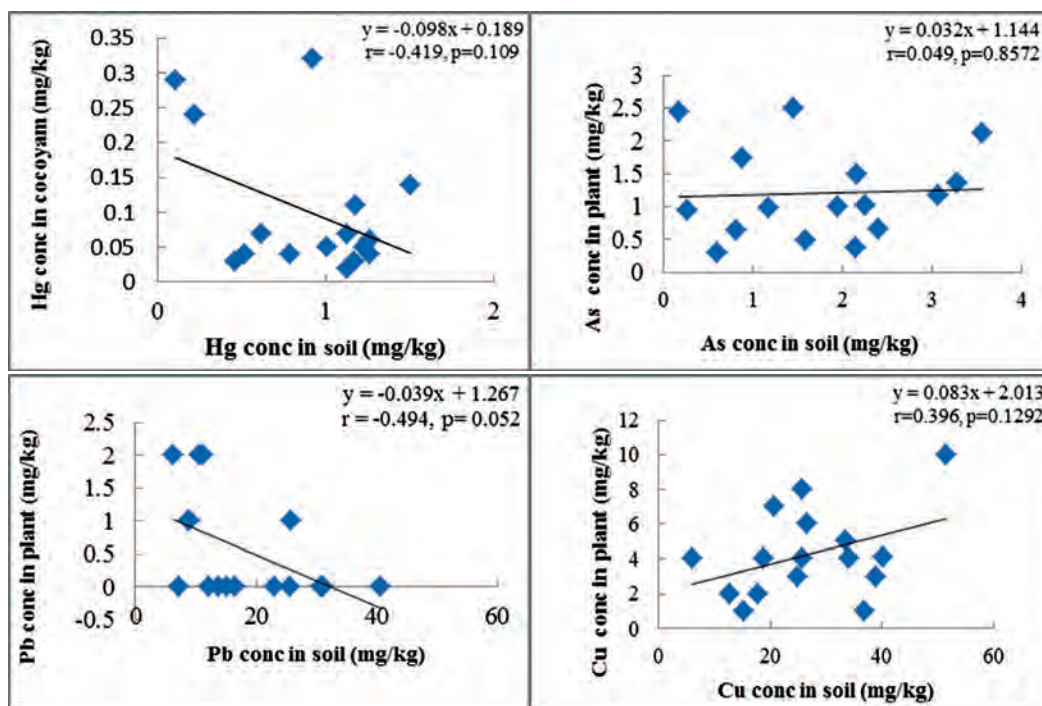 y = -0.098x + 0.189
r= -0.419, p=0.109
0.35
0.3
0.25
0.2
0.15
0.1
0.05
0
0 1 2
Hg conc in cocoyam (mg/kg)
Hg conc in soil (mg/kg)
y = 0.032x + 1.144
r=0.049, p=0.8572
3
2.5
2
1.5
1
0.5
0
0 1 2 3 4
As conc in plant (mg/kg)
As conc in soil (mg/kg)
y = -0.039x + 1.267
r = -0.494, p= 0.052
2.5
2
1.5
1
0.5
0
-0.5
0 20 40 60
Pb conc in plant (mg/kg)
Pb conc in soil (mg/kg)
y = 0.083x + 2.013
r=0.396, p=0.1292
12
10
8
6
4
2
0
0 20 40 60
Cu conc in plant (mg/kg)
Cu conc in soil (mg/kg)